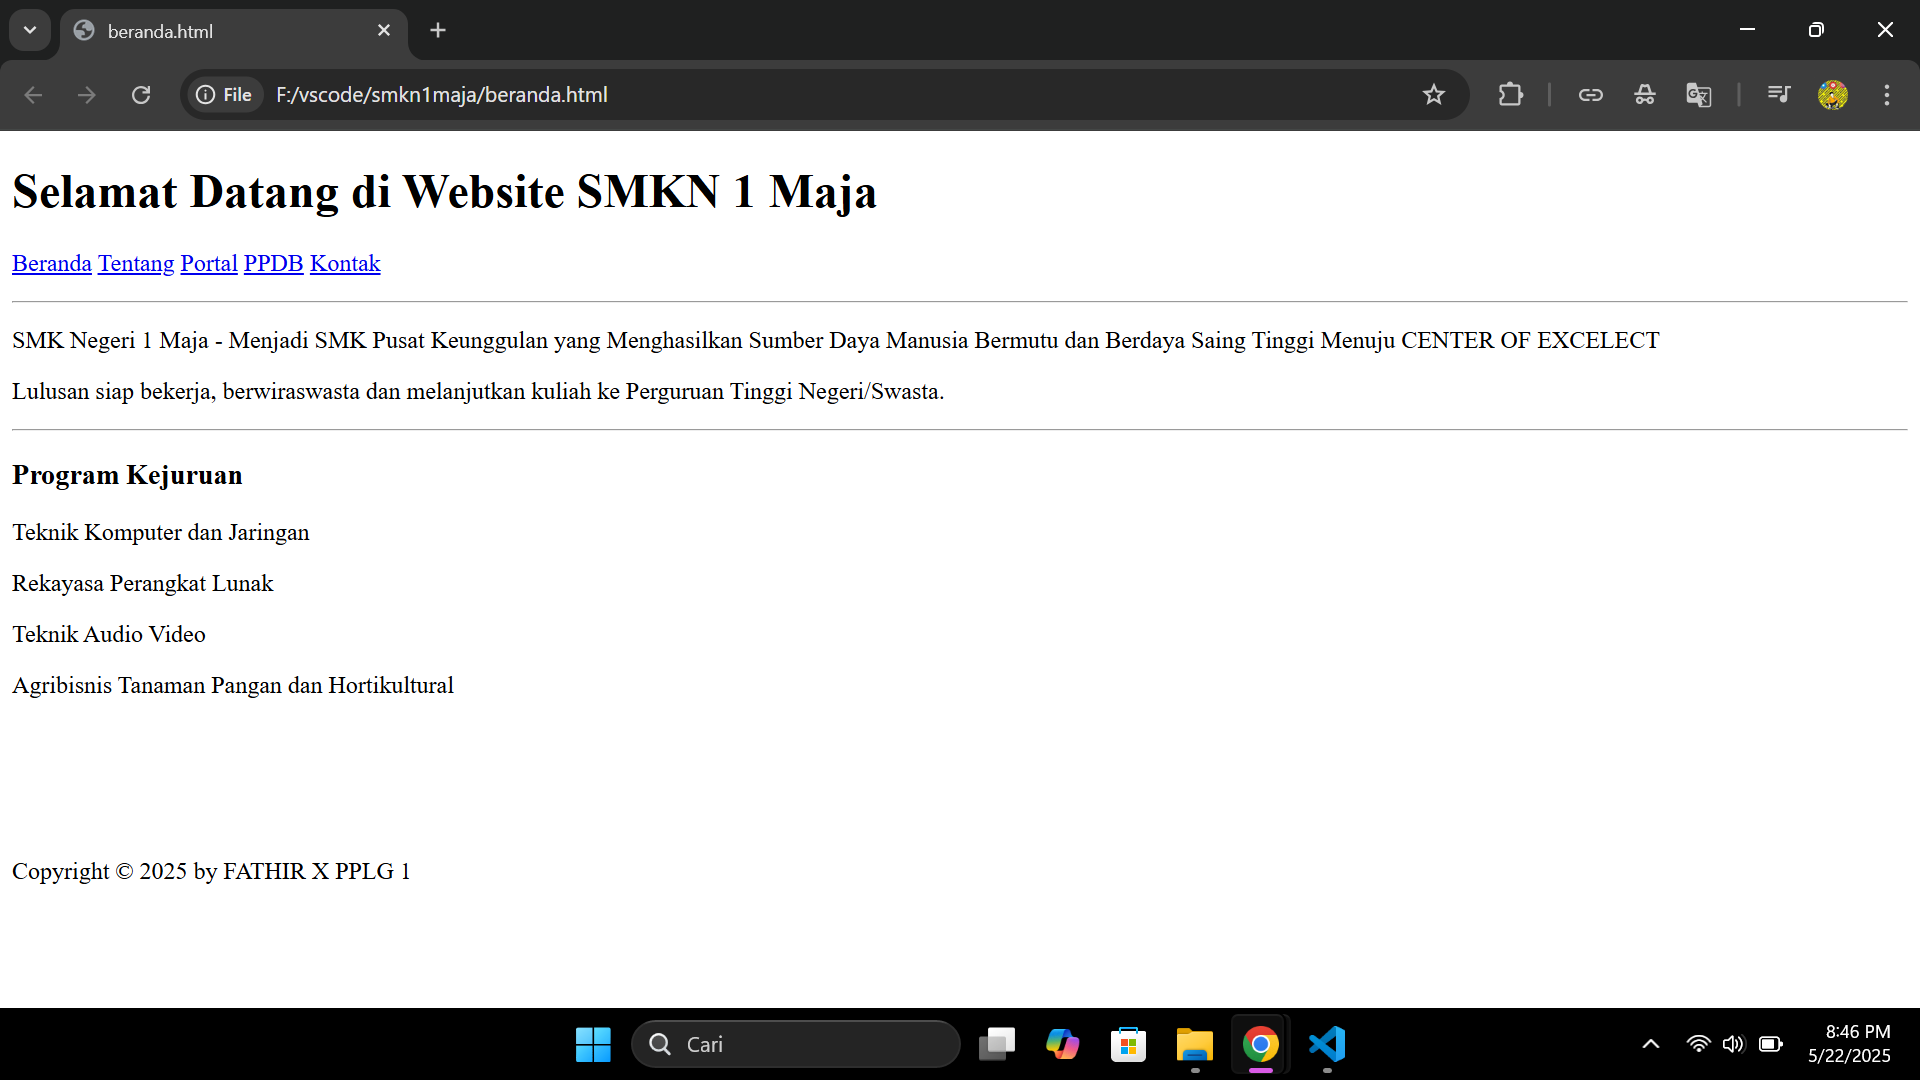 beranda.html
File
F:/vscode/smkn1maja/beranda.html
Selamat Datang di Website SMKN 1 Maja
Beranda Tentang Portal PPDB Kontak
SMK Negeri 1 Maja - Menjadi SMK Pusat Keunggulan yang Menghasilkan Sumber Daya Manusia Bermutu dan Berdaya Saing Tinggi Menuju CENTER OF EXCELECT
Lulusan siap bekerja, berwiraswasta dan melanjutkan kuliah ke Perguruan Tinggi Negeri/Swasta.
Program Kejuruan
Teknik Komputer dan Jaringan
Rekayasa Perangkat Lunak
Teknik Audio Video
Agribisnis Tanaman Pangan dan Hortikultural
Copyright © 2025 by FATHIR X PPLG 1
Cari
8:46 PM
5/22/2025